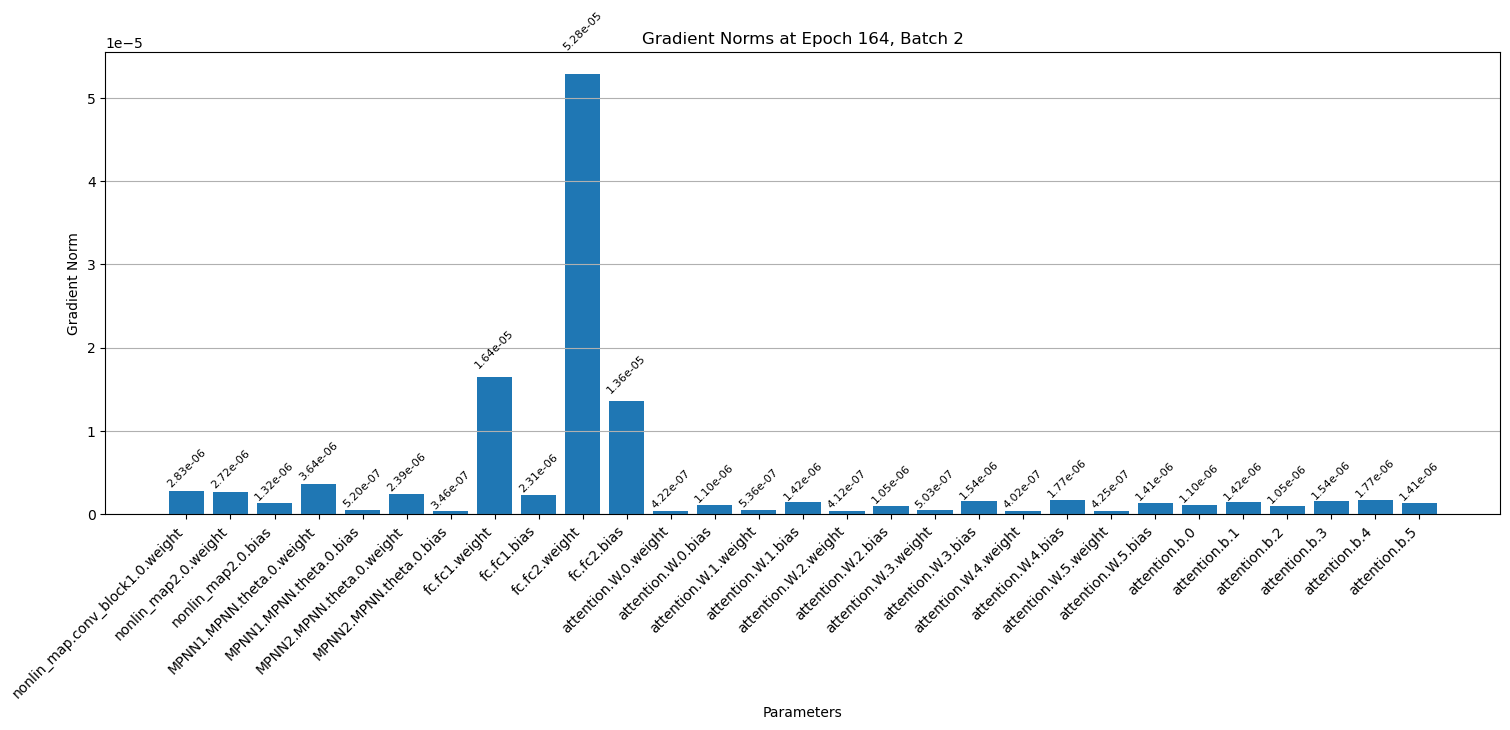 Gradient Norms at Epoch 164, Batch 2
1e−5
Gradient Norm
5
4
3
2
1
0
2.83e-06
2.72e-06
1.32e-06
3.64e-06
5.20e-07
2.39e-06
3.46e-07
1.64e-05
2.31e-06
5.28e-05
1.36e-05
4.22e-07
1.10e-06
5.36e-07
1.42e-06
4.12e-07
1.05e-06
5.03e-07
1.54e-06
4.02e-07
1.77e-06
4.25e-07
1.41e-06
1.10e-06
1.42e-06
1.05e-06
1.54e-06
1.77e-06
1.41e-06
nonlin_map.conv_block1.0.weight
nonlin_map2.0.weight
nonlin_map2.0.bias
MPNN1.MPNN.theta.0.weight
MPNN1.MPNN.theta.0.bias
MPNN2.MPNN.theta.0.weight
MPNN2.MPNN.theta.0.bias
fc.fc1.weight
fc.fc1.bias
fc.fc2.weight
fc.fc2.bias
attention.W.0.weight
attention.W.0.bias
attention.W.1.weight
attention.W.1.bias
attention.W.2.weight
attention.W.2.bias
attention.W.3.weight
attention.W.3.bias
attention.W.4.weight
attention.W.4.bias
attention.W.5.weight
attention.W.5.bias
attention.b.0
attention.b.1
attention.b.2
attention.b.3
attention.b.4
attention.b.5
Parameters